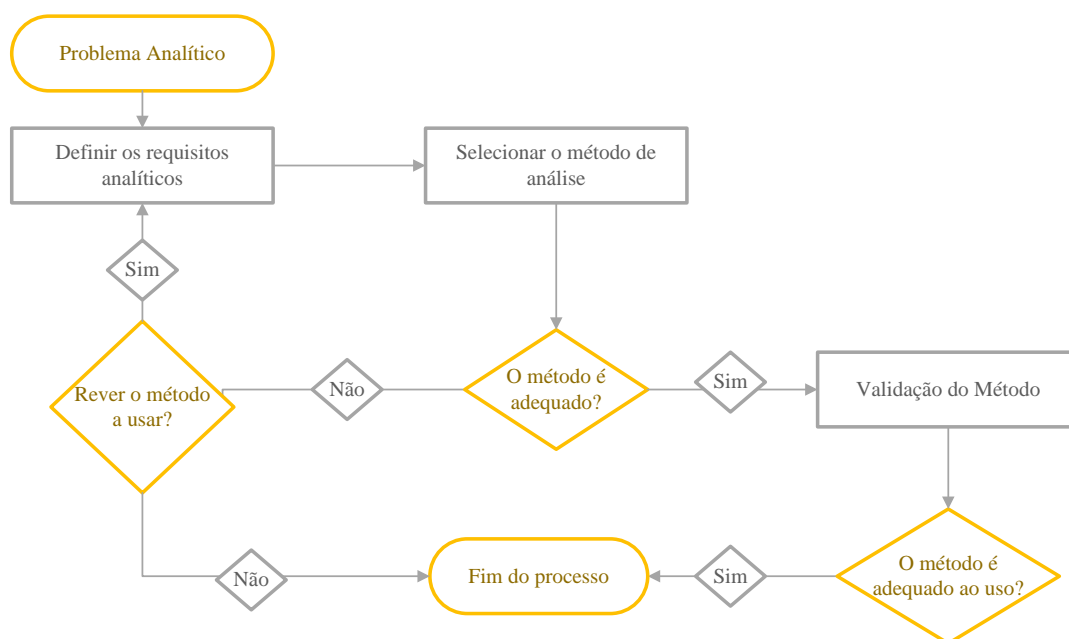 Problema Analítico
Definir os requisitos
analíticos
Selecionar o método de
análise
Sim
Rever o método
a usar?
Não
O método é
adequado?
Sim
Validação do Método
Não
Fim do processo
Sim
O método é
adequado ao uso?